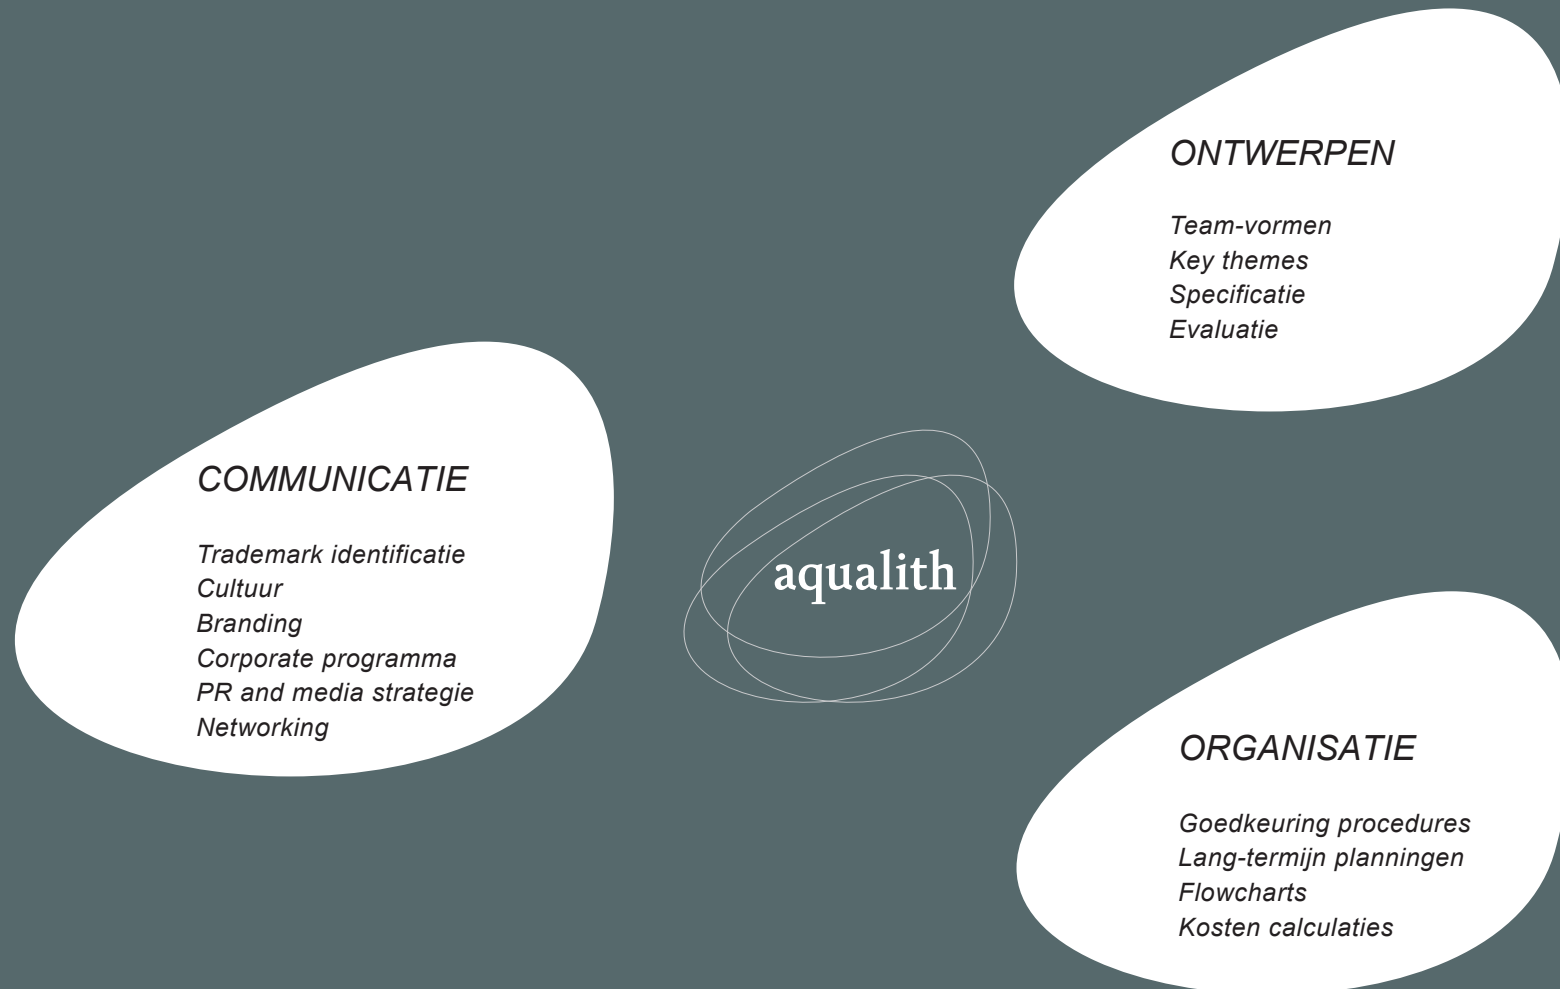 ONTWERPEN
Team-vormen
Key themes
Specificatie
Evaluatie
COMMUNICATIE
Trademark identificatie
Cultuur
Branding
Corporate programma
PR and media strategie
Networking
aqualith
ORGANISATIE
Goedkeuring procedures
Lang-termijn planningen
Flowcharts
Kosten calculaties